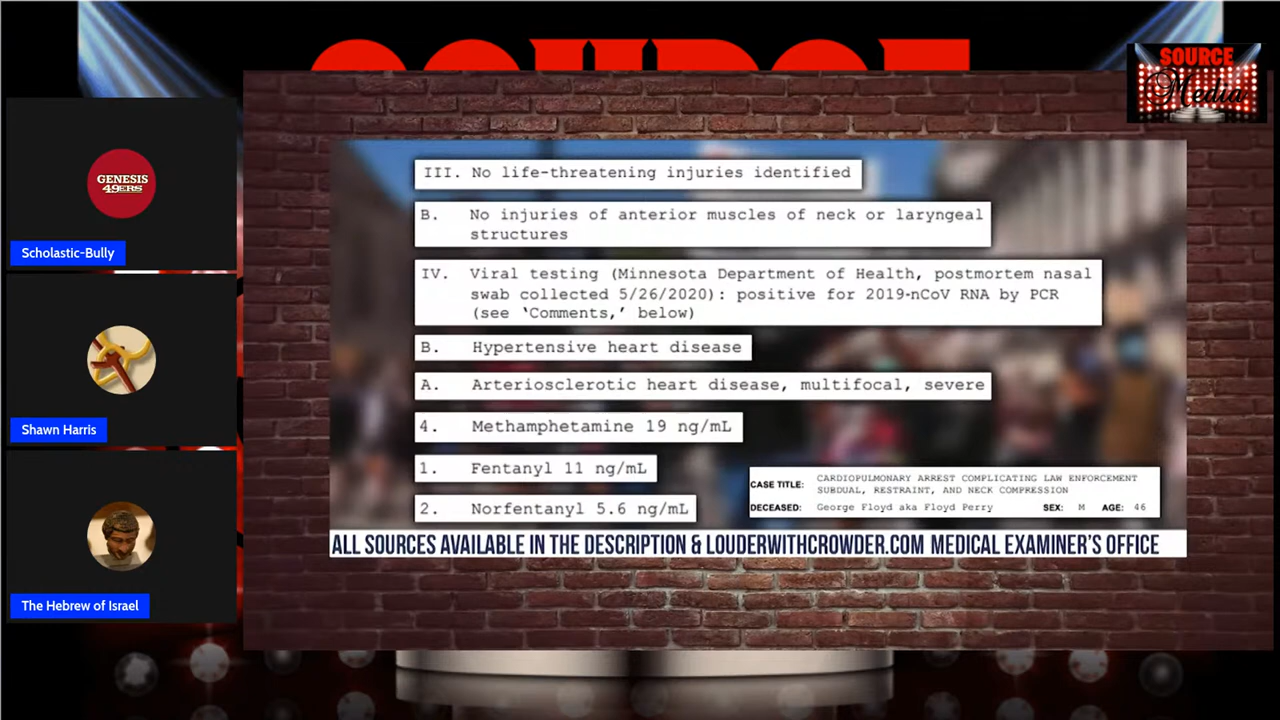 SOURCE
SOURCE
Media
GENESIS
49ERS
Scholastic-Bully
Shawn Harris
The Hebrew of Israel
III. No life-threatening injuries identified
B. No injuries of anterior muscles of neck or laryngeal
structures
IV. Viral testing (Minnesota Department of Health, postmortem nasal
swab collected 5/26/2020): positive for 2019-nCoV RNA by PCR
(see ‘Comments,’ below)
B. Hypertensive heart disease
A. Arteriosclerotic heart disease, multifocal, severe
4. Methamphetamine 19 ng/mL
1. Fentanyl 11 ng/mL
2. Norfentanyl 5.6 ng/mL
CASE TITLE: CARDIOPULMONARY ARREST COMPLICATING LAW ENFORCEMENT
SUBDUAL, RESTRAINT, AND NECK COMPRESSION
DECEASED: George Floyd aka Floyd Perry SEX: M AGE: 46
ALL SOURCES AVAILABLE IN THE DESCRIPTION & LOUDERWITHCROWDER.COM MEDICAL EXAMINER'S OFFICE